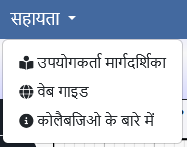 सहायता
उपयोगकर्ता मार्गदर्शिका
वेब गाइड
कोलैबजिओ के बारे में